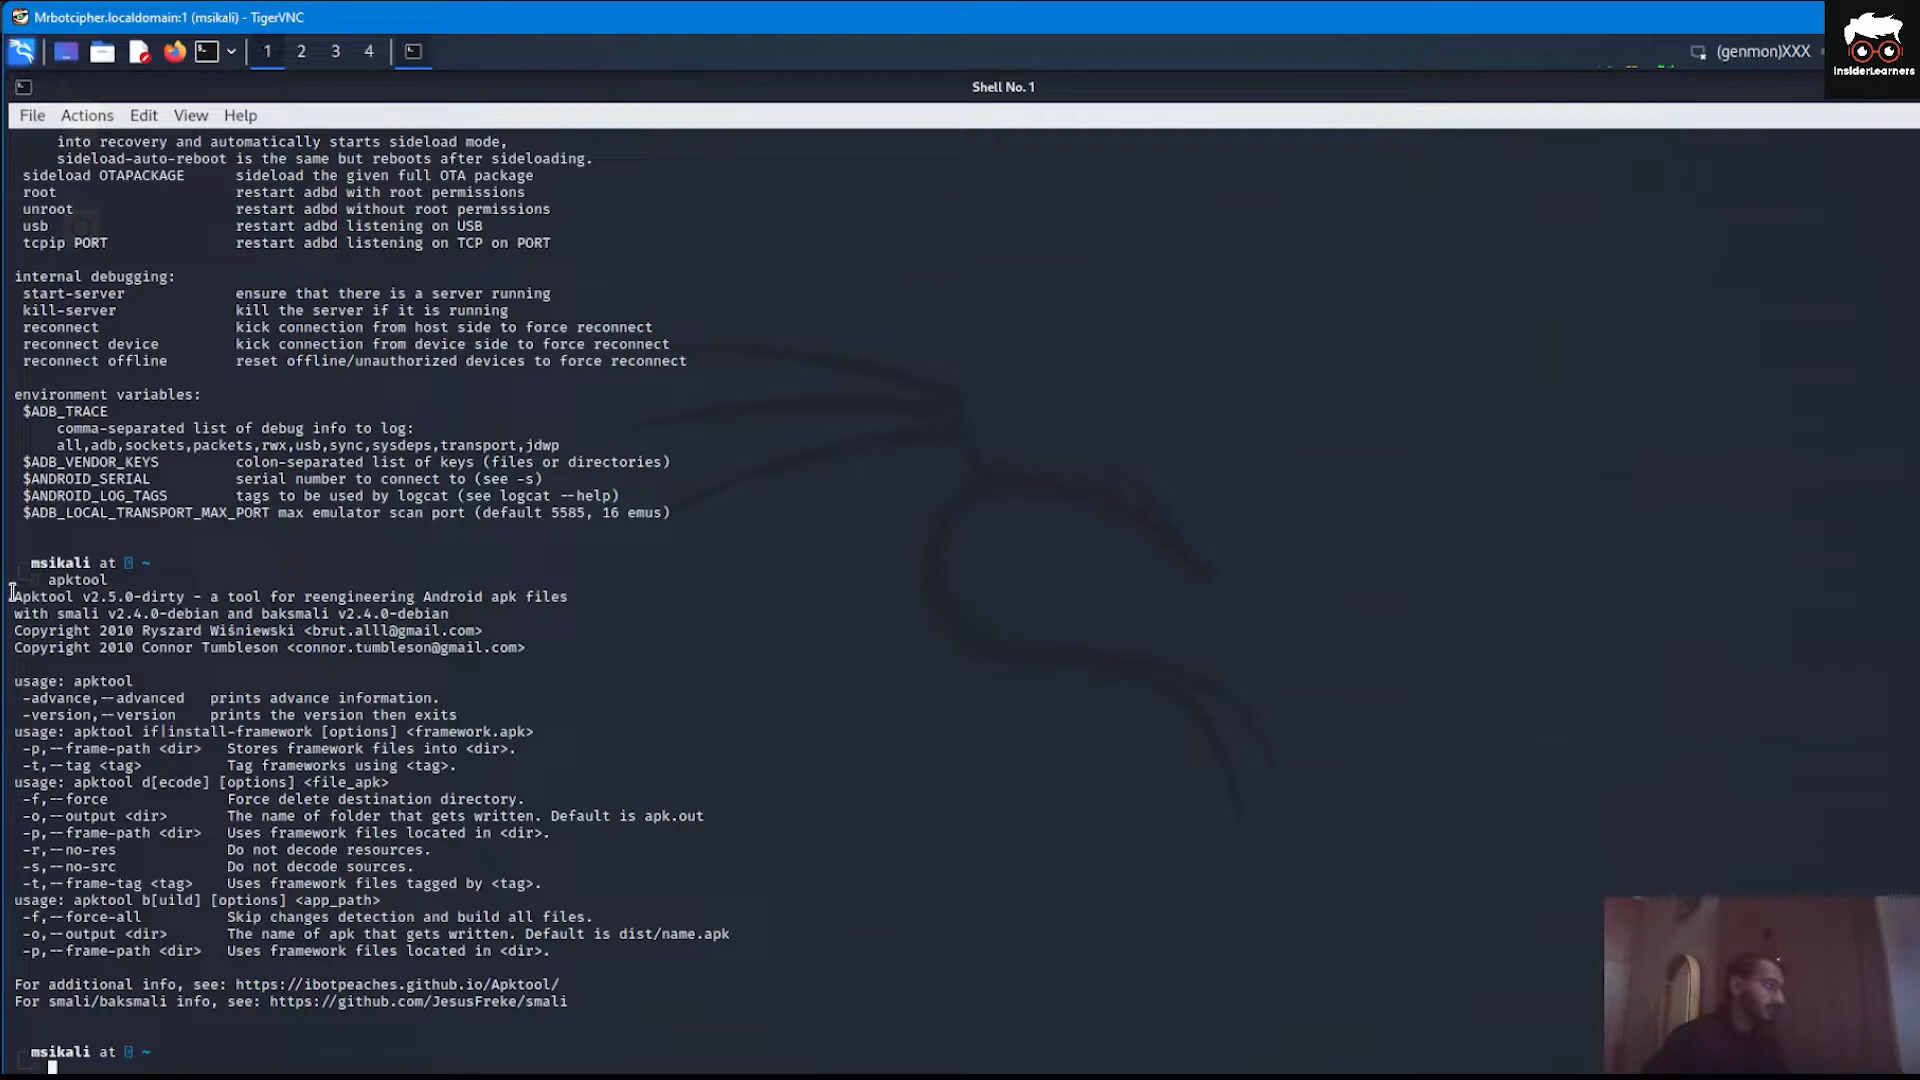 Mrbotcipher.localdomain:1 (msikali) - TigerVNC
1 2 3 4
(genmon)XXX
InsiderLearners
Shell No. 1
File Actions Edit View Help
into recovery and automatically starts sideload mode,
sideload-auto-reboot is the same but reboots after sideloading.
sideload OTAPACKAGE sideload the given full OTA package
root restart adbd with root permissions
unroot restart adbd without root permissions
usb restart adbd listening on USB
tcpip PORT restart adbd listening on TCP on PORT
internal debugging:
start-server ensure that there is a server running
kill-server kill the server if it is running
reconnect kick connection from host side to force reconnect
reconnect device kick connection from device side to force reconnect
reconnect offline reset offline/unauthorized devices to force reconnect
environment variables:
$ADB_TRACE
comma-separated list of debug info to log:
all,adb,sockets,packets,rwx,usb,sync,sysdeps,transport,jdwp
$ADB_VENDOR_KEYS colon-separated list of keys (files or directories)
$ANDROID_SERIAL serial number to connect to (see -s)
$ANDROID_LOG_TAGS tags to be used by logcat (see logcat --help)
$ADB_LOCAL_TRANSPORT_MAX_PORT max emulator scan port (default 5585, 16 emus)
msikali at ~
apktool
Apktool v2.5.0-dirty - a tool for reengineering Android apk files
with smali v2.4.0-debian and baksmali v2.4.0-debian
Copyright 2010 Ryszard Wiśniewski <brut.alll@gmail.com>
Copyright 2010 Connor Tumbleson <connor.tumbleson@gmail.com>
usage: apktool
-advance,--advanced prints advance information.
-version,--version prints the version then exits
usage: apktool if|install-framework [options] <framework.apk>
-p,--frame-path <dir> Stores framework files into <dir>.
-t,--tag <tag> Tag frameworks using <tag>.
usage: apktool d[ecode] [options] <file_apk>
-f,--force Force delete destination directory.
-o,--output <dir> The name of folder that gets written. Default is apk.out
-p,--frame-path <dir> Uses framework files located in <dir>.
-r,--no-res Do not decode resources.
-s,--no-src Do not decode sources.
-t,--frame-tag <tag> Uses framework files tagged by <tag>.
usage: apktool b[uild] [options] <app_path>
-f,--force-all Skip changes detection and build all files.
-o,--output <dir> The name of apk that gets written. Default is dist/name.apk
-p,--frame-path <dir> Uses framework files located in <dir>.
For additional info, see: https://ibotpeaches.github.io/Apktool/
For smali/baksmali info, see: https://github.com/JesusFreke/smali
msikali at ~